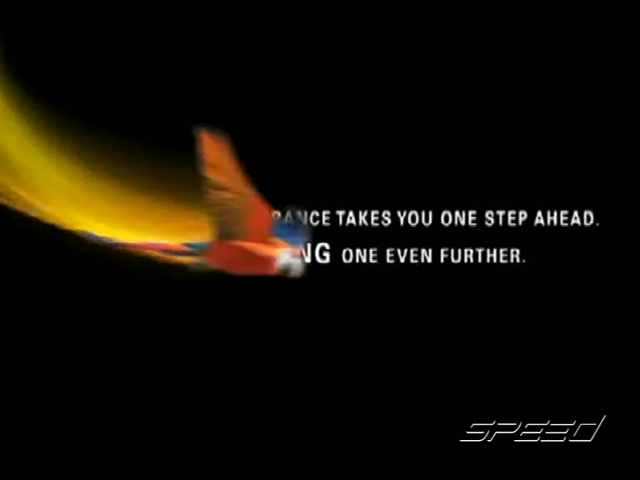 TAKES YOU ONE STEP AHEAD.
ONE EVEN FURTHER.
SPEED